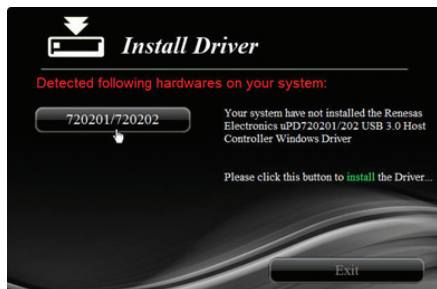 Install Driver
Detected following hardwares on your system:
720201/720202
Your system have not installed the Renesas
Electronics uPD720201/202 USB 3.0 Host
Controller Windows Driver
Please click this button to install the Driver...
Exit